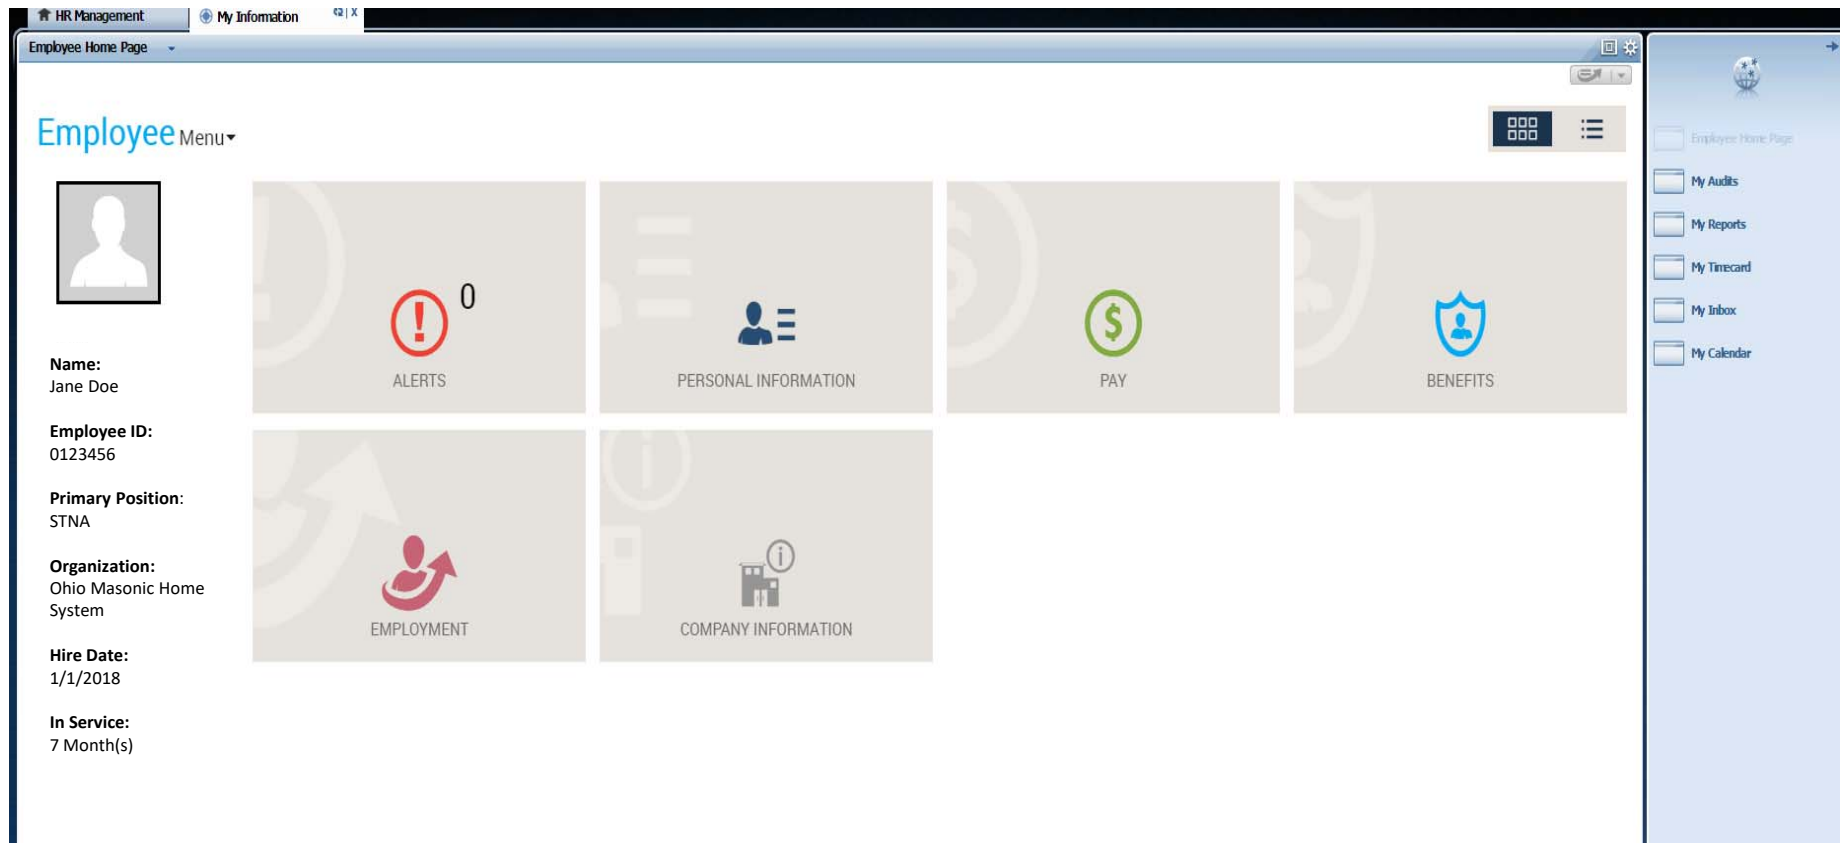 HR Management
My Information
X
Employee Home Page
Employee Menu
Name:
Jane Doe
Employee ID:
0123456
Primary Position:
STNA
Organization:
Ohio Masonic Home
System
Hire Date:
1/1/2018
In Service:
7 Month(s)
0
ALERTS
PERSONAL INFORMATION
PAY
BENEFITS
EMPLOYMENT
COMPANY INFORMATION
Employee Home Page
My Audits
My Reports
My Timecard
My Inbox
My Calendar